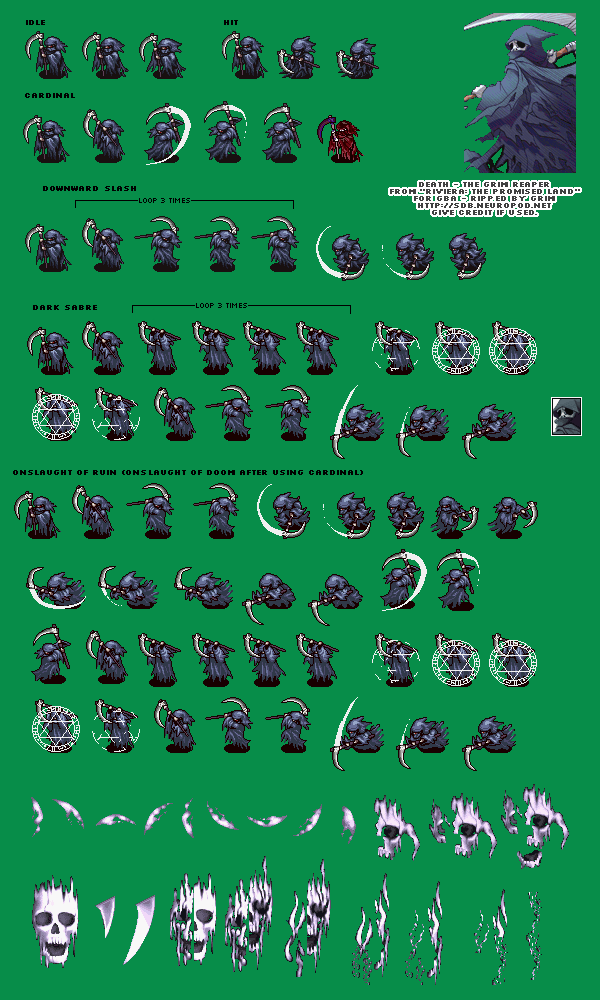 IDLE
HIT
CARDINAL
DEATH - THE GRIM REAPER
FROM "RIVIERA: THE PROMISED LAND"
FOR GBA - RIPPED BY GRIM
HTTP://SDB.NEUROPOD.NET
GIVE CREDIT IF USED.
DOWNWARD SLASH
LOOP 3 TIMES
DARK SABRE
LOOP 3 TIMES
ONSLAUGHT OF RUIN (ONSLAUGHT OF DOOM AFTER USING CARDINAL)